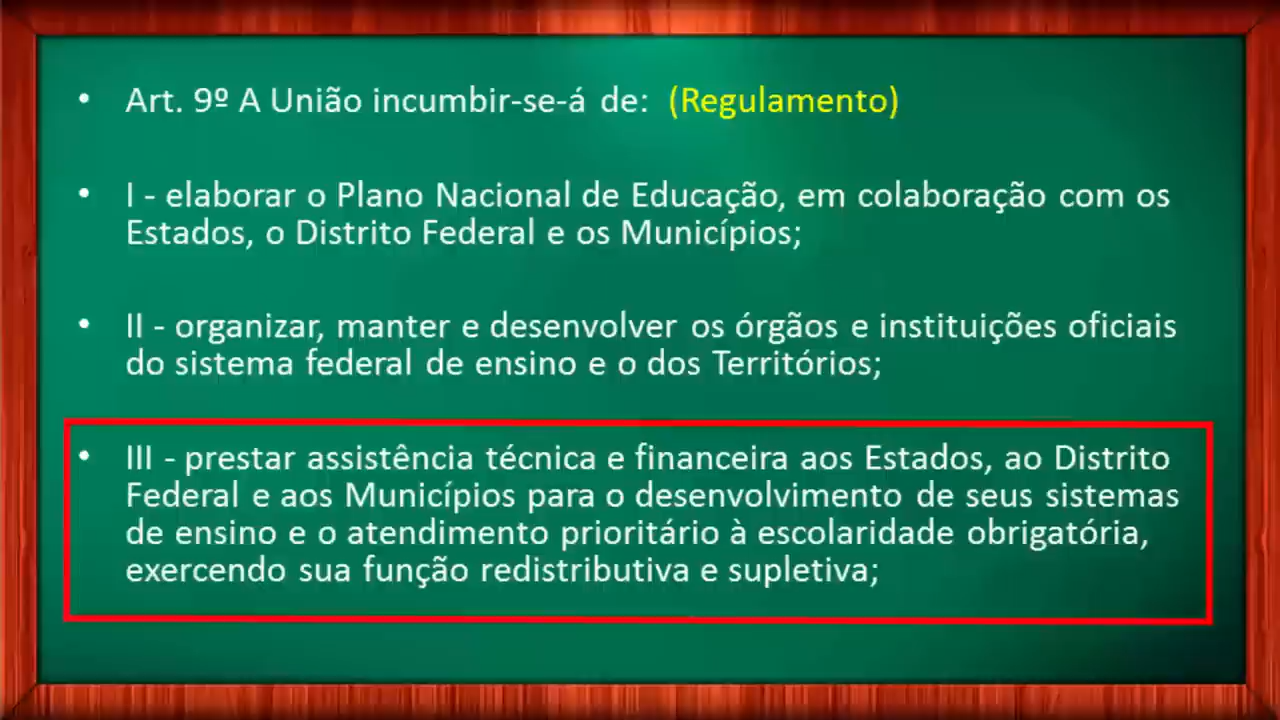 • Art. 9º A União incumbir-se-á de: (Regulamento)
• I - elaborar o Plano Nacional de Educação, em colaboração com os
Estados, o Distrito Federal e os Municípios;
• II - organizar, manter e desenvolver os órgãos e instituições oficiais
do sistema federal de ensino e o dos Territórios;
• III - prestar assistência técnica e financeira aos Estados, ao Distrito
Federal e aos Municípios para o desenvolvimento de seus sistemas
de ensino e o atendimento prioritário à escolaridade obrigatória,
exercendo sua função redistributiva e supletiva;